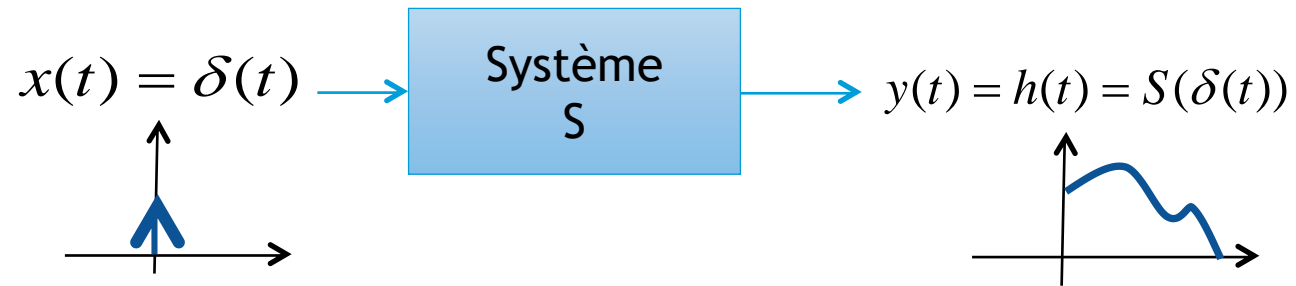 x(t) = δ(t)
Système
S
y(t) = h(t) = S(δ(t))